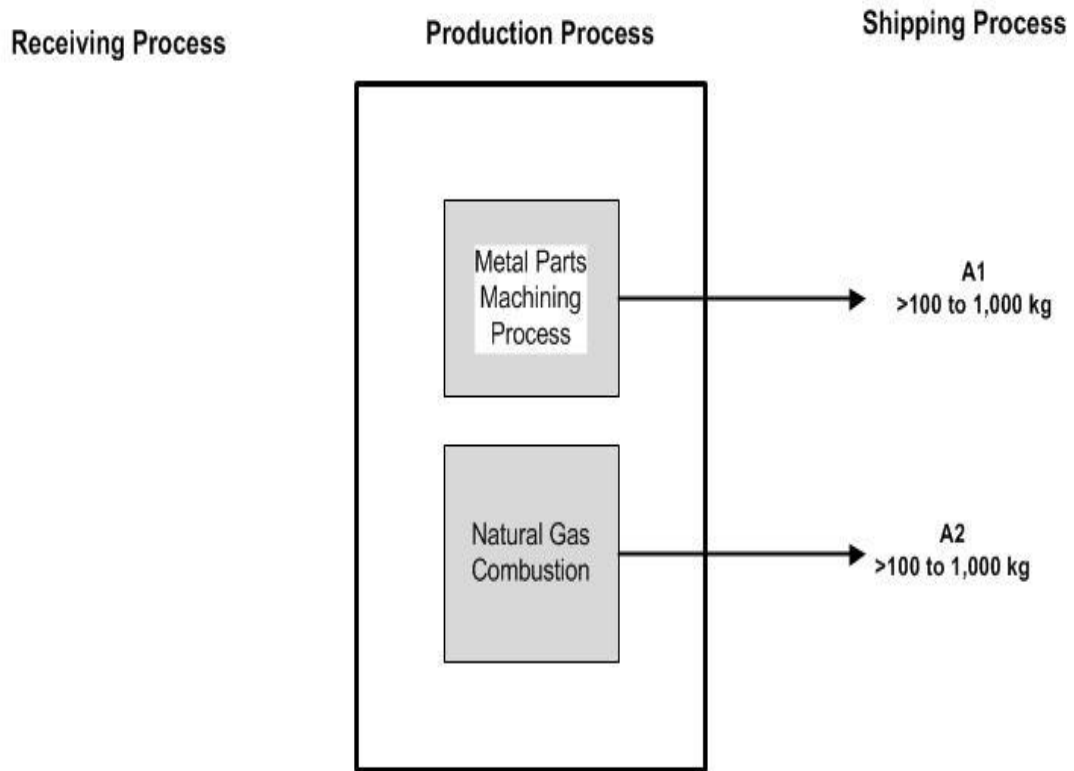 Receiving Process
Production Process
Shipping Process
Metal Parts
Machining
Process
A1
>100 to 1,000 kg
Natural Gas
Combustion
A2
>100 to 1,000 kg